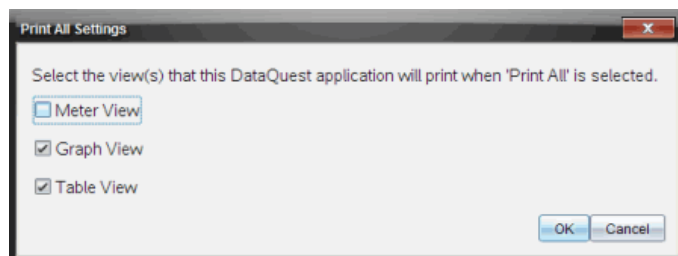 Print All Settings
Select the view(s) that this DataQuest application will print when 'Print All' is selected.
Meter View
Graph View
Table View
OK Cancel